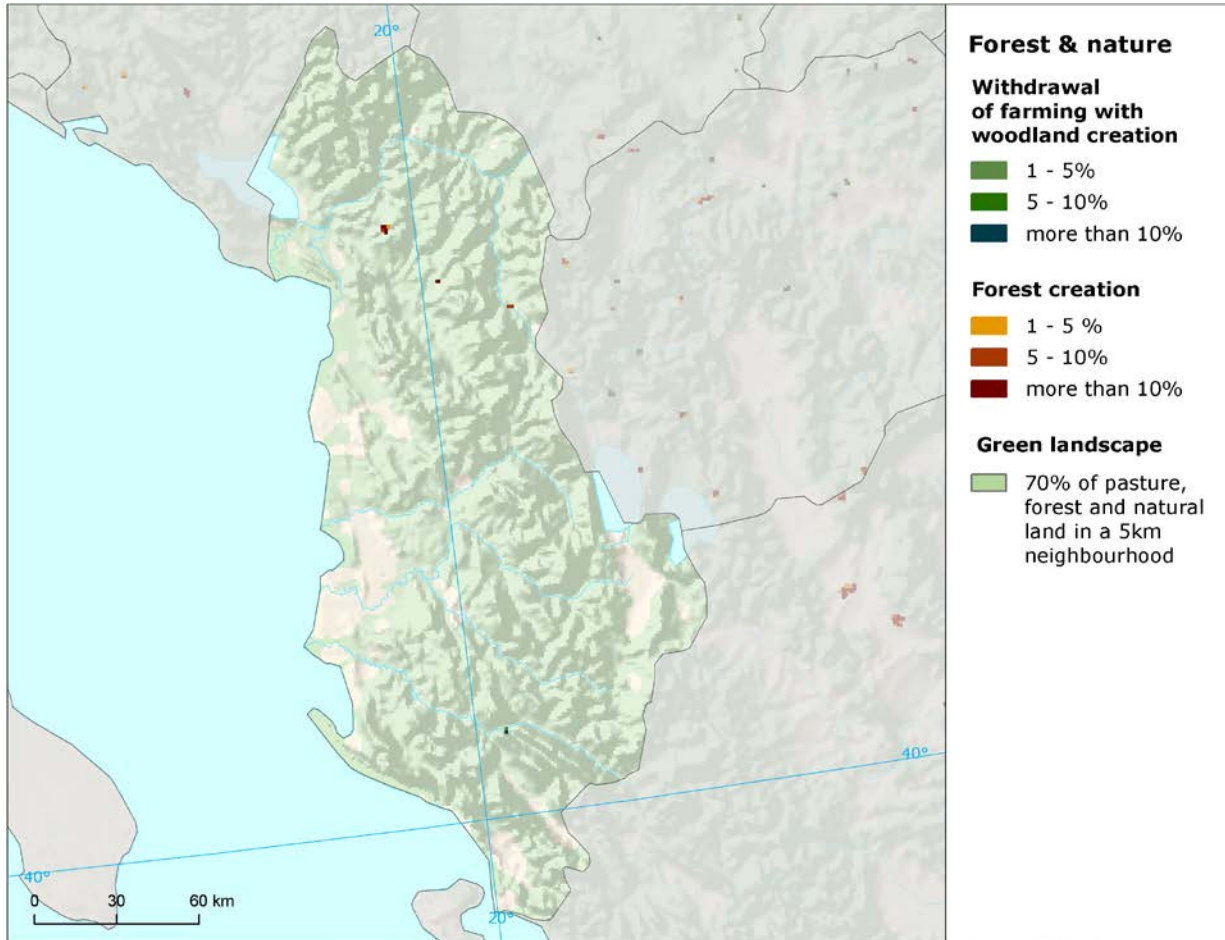 20°
Forest & nature
Withdrawal
of farming with
woodland creation
1 - 5%
5 - 10%
more than 10%
Forest creation
1 - 5 %
5 - 10%
more than 10%
Green landscape
70% of pasture,
forest and natural
land in a 5km
neighbourhood
40°
40°
0 30 60 km
20°